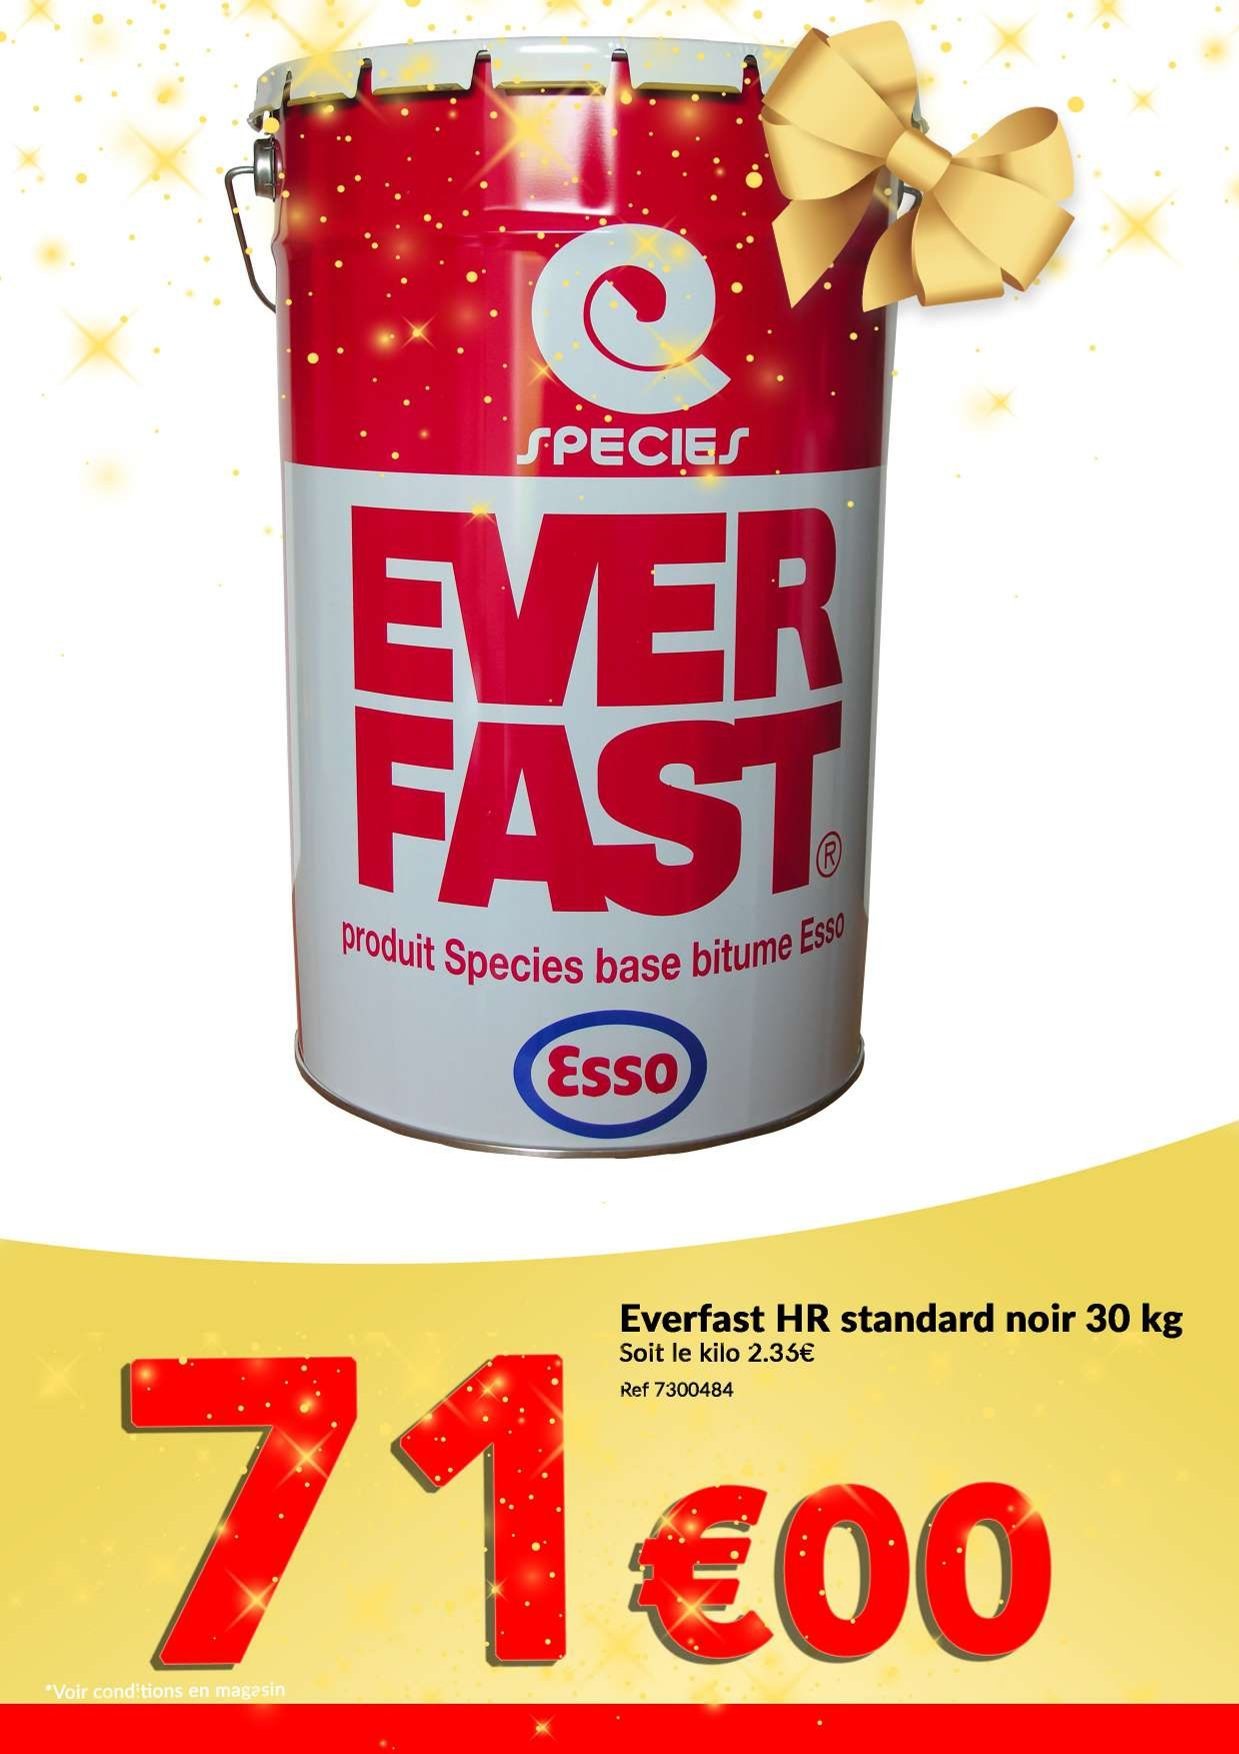 SPECIES
EVER
FAST®
produit Species base bitume Esso
Esso
Everfast HR standard noir 30 kg
Soit le kilo 2.36€
Ref 7300484
71€00
*Voir conditions en magasin